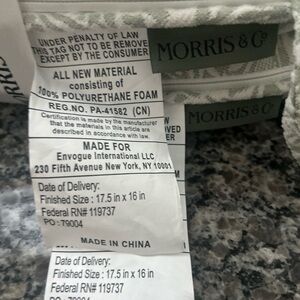 UNDER PENALTY OF LAW
THIS TAG NOT TO BE REMOVED
EXCEPT BY THE CONSUMER
MORRIS & Co
ALL NEW MATERIAL
consisting of
100% POLYURETHANE FOAM
REG.NO. PA-41582 (CN)
Certification is made by the manufacturer
that the materials in this article are
described in accordance with law.
MORRIS & C
MADE FOR
Envogue International LLC
230 Fifth Avenue New York, NY 10001
Date of Delivery:
Finished Size : 17.5 in x 16 in
Federal RN# 119737
PO : 79004
MADE IN CHINA
Date of Delivery:
Finished Size : 17.5 in x 16 in
Federal RN# 119737